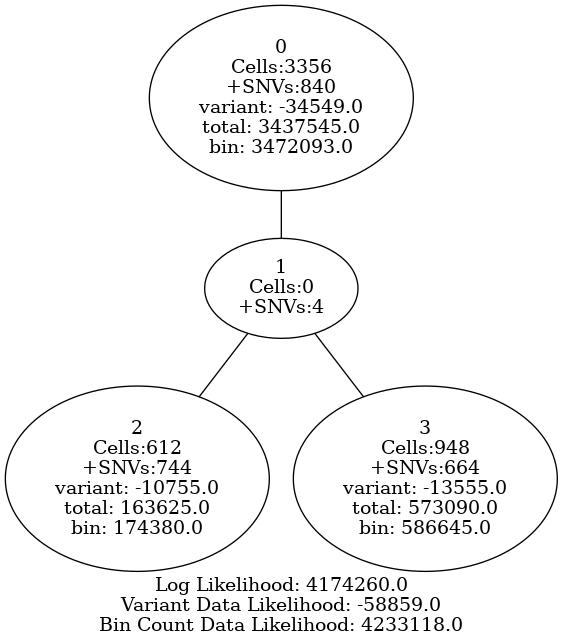 0
Cells:3356
+SNVs:840
variant: -34549.0
total: 3437545.0
bin: 3472093.0
1
Cells:0
+SNVs:4
2
Cells:612
+SNVs:744
variant: -10755.0
total: 163625.0
bin: 174380.0
3
Cells:948
+SNVs:664
variant: -13555.0
total: 573090.0
bin: 586645.0
Log Likelihood: 4174260.0
Variant Data Likelihood: -58859.0
Bin Count Data Likelihood: 4233118.0